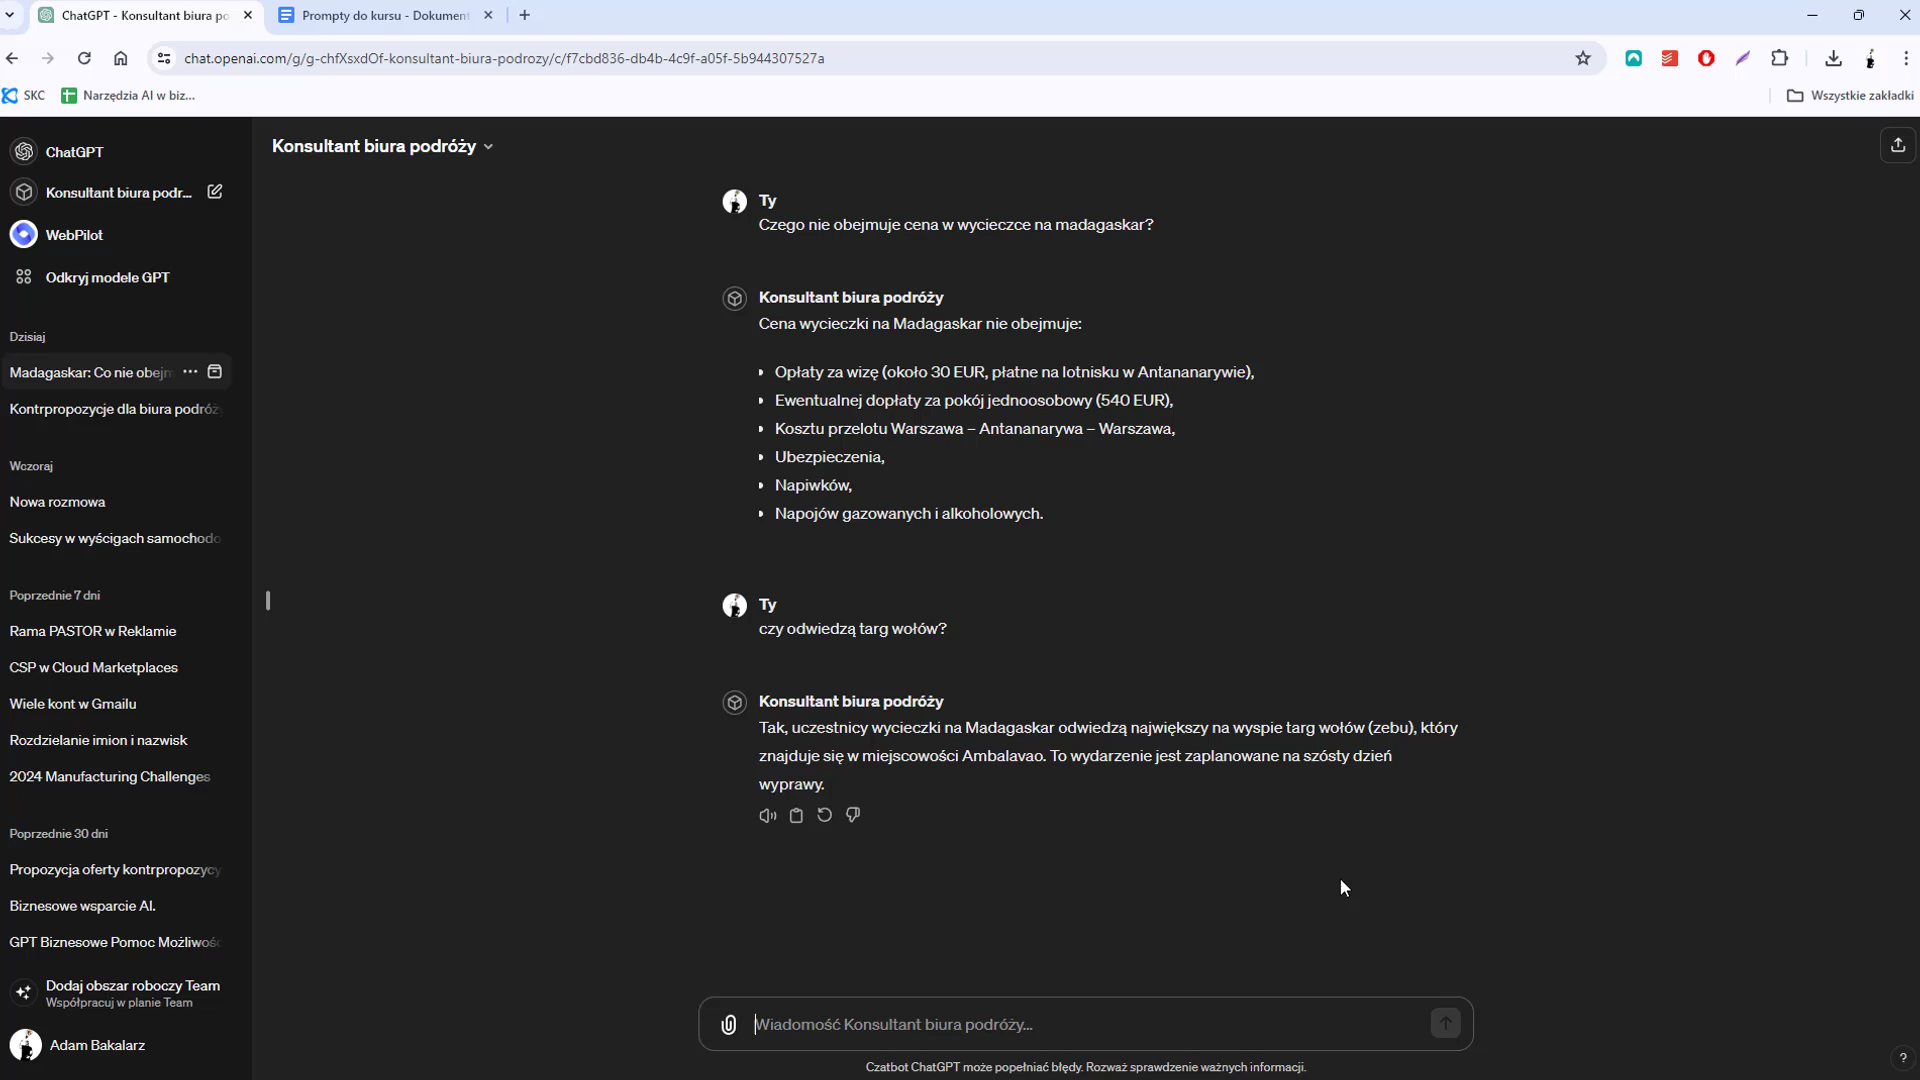 ChatGPT - Konsultant biura po
Prompty do kursu - Dokument
chat.openai.com/g/g-chfXsxdOf-konsultant-biura-podrozy/c/f7cbd836-db4b-4c9f-a05f-5b944307527a
SKC
Narzędzia AI w biz...
Wszystkie zakładki
ChatGPT
Konsultant biura podr...
WebPilot
Odkryj modele GPT
Dzisiaj
Madagaskar: Co nie obejm
Kontrpropozycje dla biura podróży
Wczoraj
Nowa rozmowa
Sukcesy w wyścigach samochodo
Poprzednie 7 dni
Rama PASTOR w Reklamie
CSP w Cloud Marketplaces
Wiele kont w Gmailu
Rozdzielanie imion i nazwisk
2024 Manufacturing Challenges
Poprzednie 30 dni
Propozycja oferty kontrpropozycy
Biznesowe wsparcie AI.
GPT Biznesowe Pomoc Możliwośc
Dodaj obszar roboczy Team
Współpracuj w planie Team
Adam Bakalarz
Konsultant biura podróży
Ty
Czego nie obejmuje cena w wycieczce na madagaskar?
Konsultant biura podróży
Cena wycieczki na Madagaskar nie obejmuje:
• Opłaty za wizę (około 30 EUR, płatne na lotnisku w Antananarywie),
• Ewentualnej dopłaty za pokój jednoosobowy (540 EUR),
• Kosztu przelotu Warszawa – Antananarywa – Warszawa,
• Ubezpieczenia,
• Napiwków,
• Napojów gazowanych i alkoholowych.
Ty
czy odwiedzą targ wołów?
Konsultant biura podróży
Tak, uczestnicy wycieczki na Madagaskar odwiedzą największy na wyspie targ wołów (zebu), który
znajduje się w miejscowości Ambalavao. To wydarzenie jest zaplanowane na szósty dzień
wyprawy.
Wiadomość Konsultant biura podróży...
Czatbot ChatGPT może popełniać błędy. Rozważ sprawdzenie ważnych informacji.
?